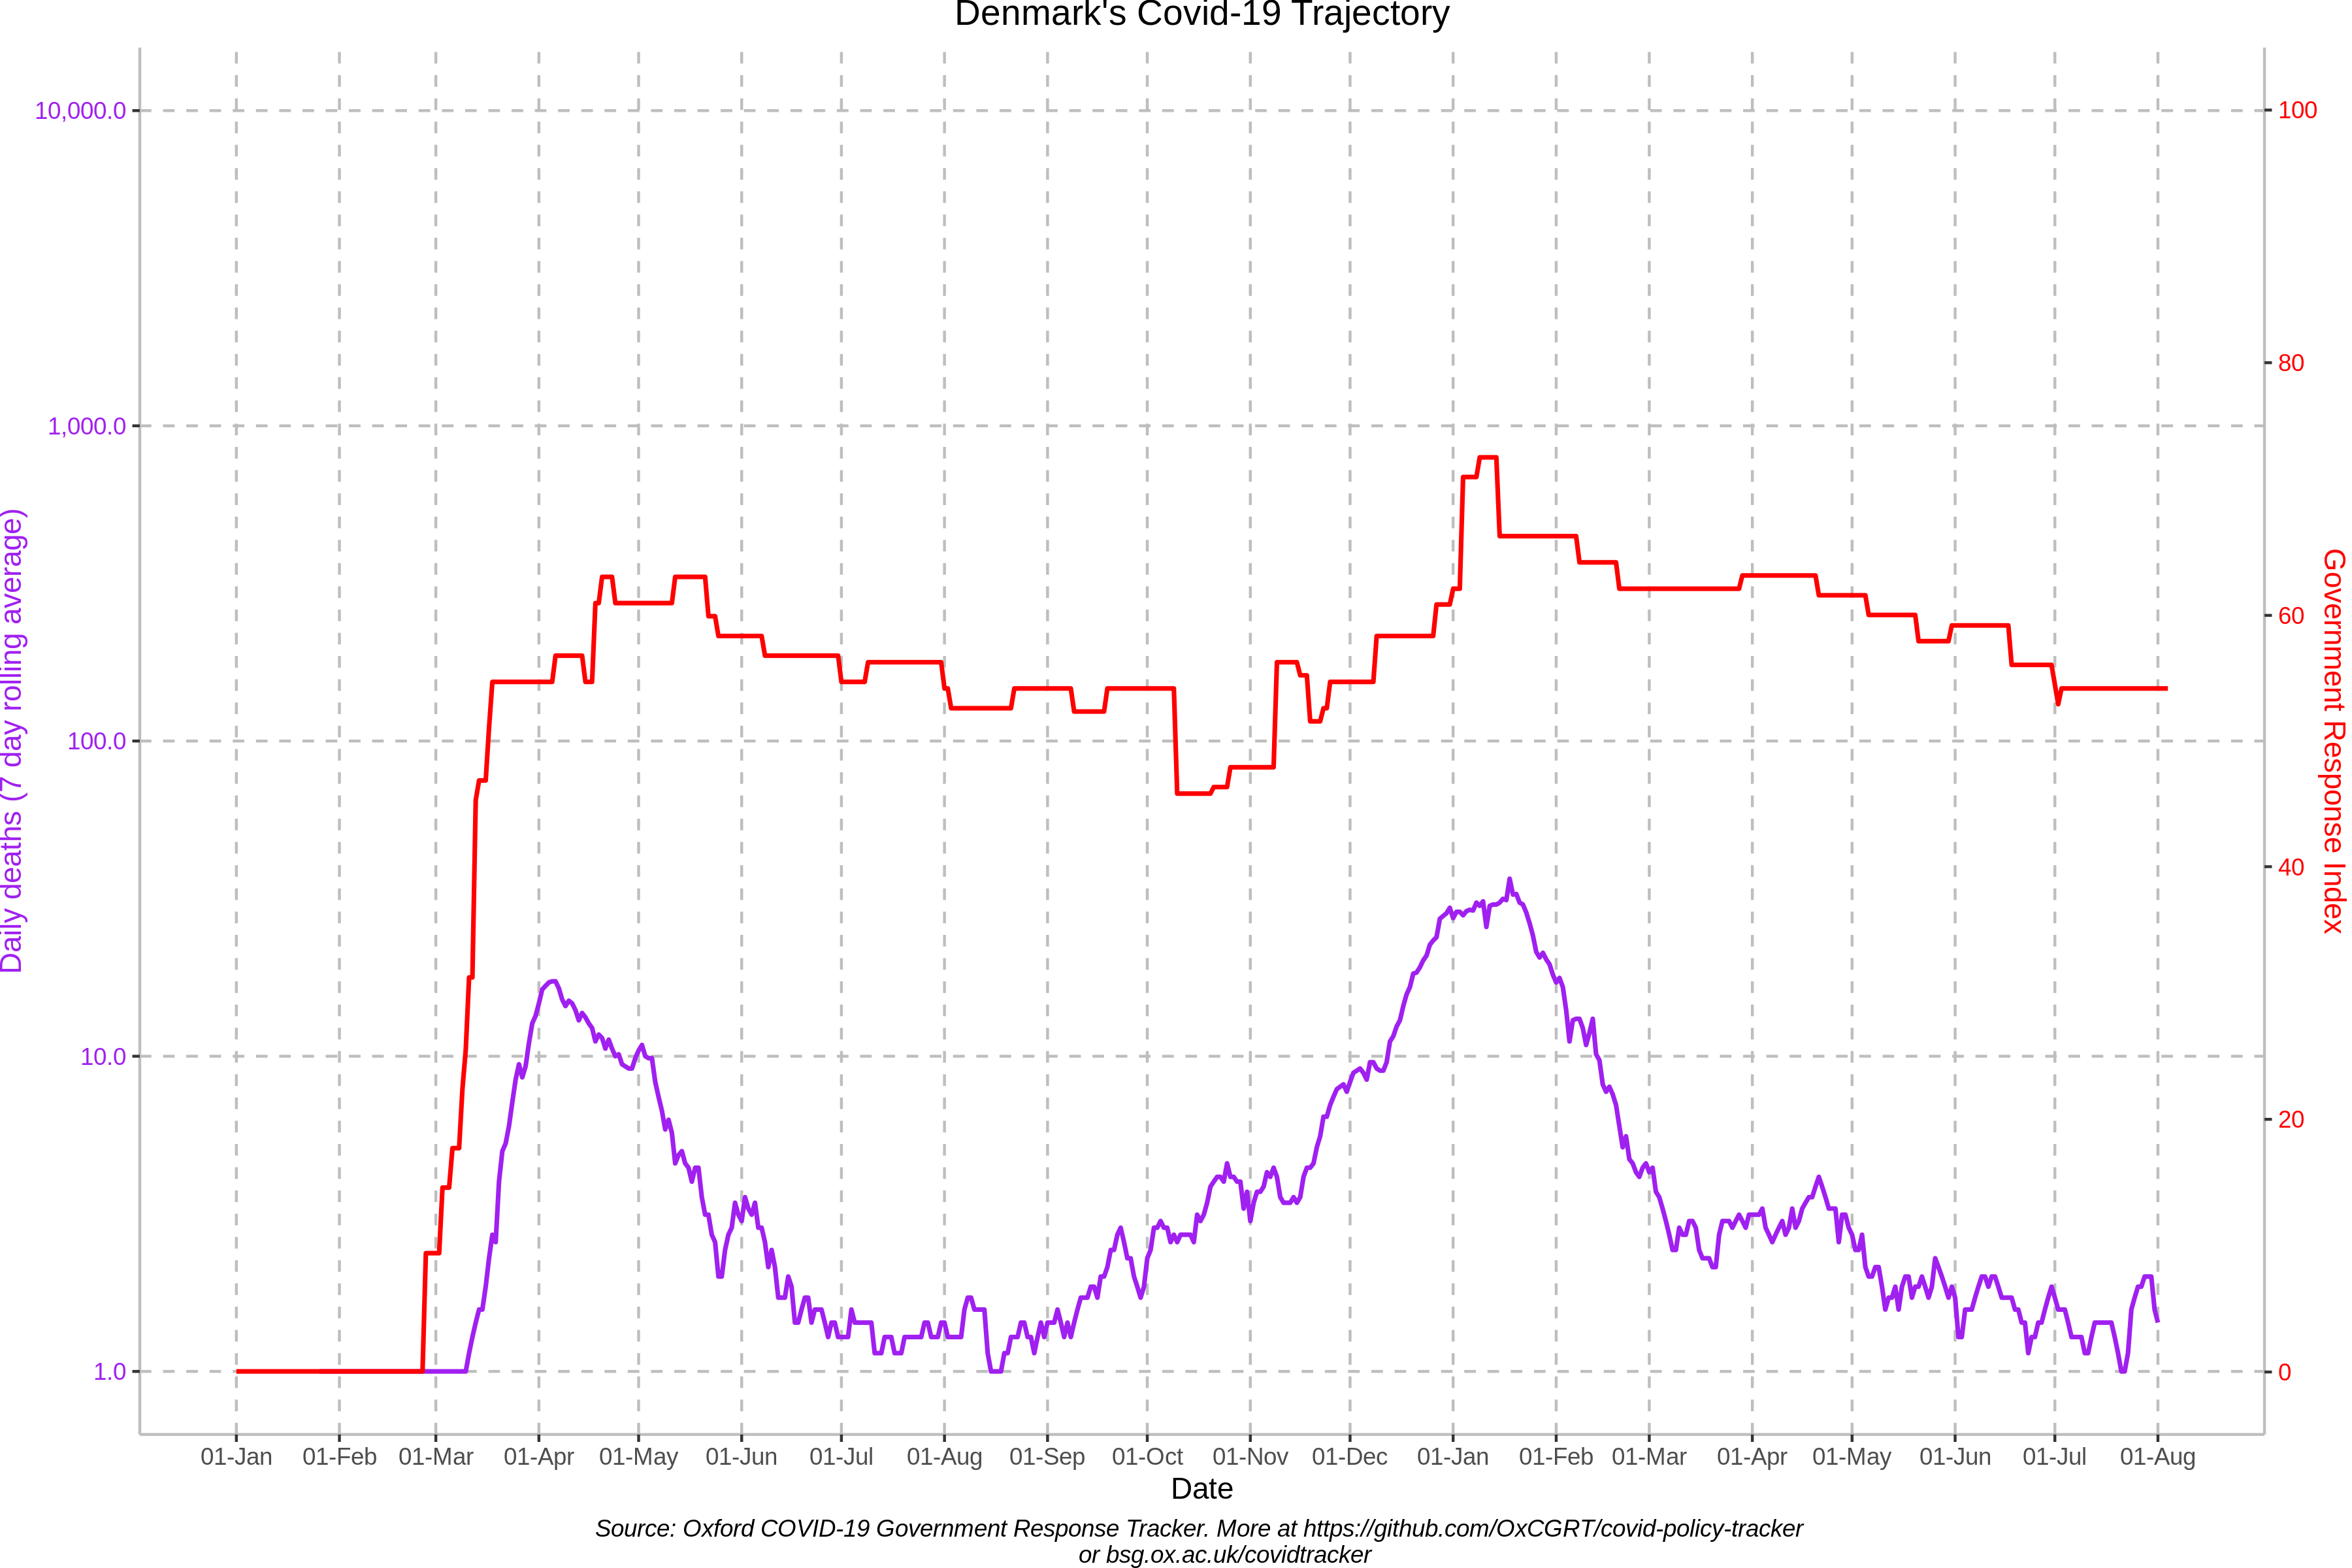 Denmark's Covid-19 Trajectory
10,000.0
1,000.0
100.0
10.0
1.0
Daily deaths (7 day rolling average)
100
80
60
40
20
0
Government Response Index
01-Jan 01-Feb 01-Mar 01-Apr 01-May 01-Jun 01-Jul 01-Aug 01-Sep 01-Oct 01-Nov 01-Dec 01-Jan 01-Feb 01-Mar 01-Apr 01-May 01-Jun 01-Jul 01-Aug
Date
Source: Oxford COVID-19 Government Response Tracker. More at https://github.com/OxCGRT/covid-policy-tracker
or bsg.ox.ac.uk/covidtracker